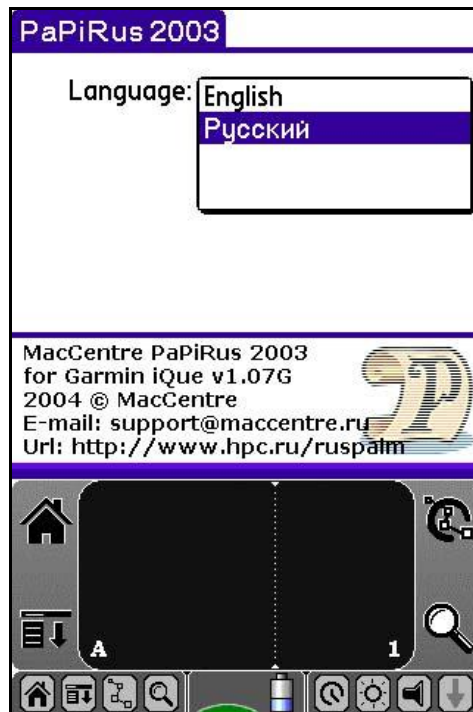 PaPiRus 2003
Language: English
Русский
MacCentre PaPiRus 2003
for Garmin iQue v1.07G
2004 © MacCentre
E-mail: support@maccentre.ru
Url: http://www.hpc.ru/ruspalm
A 1